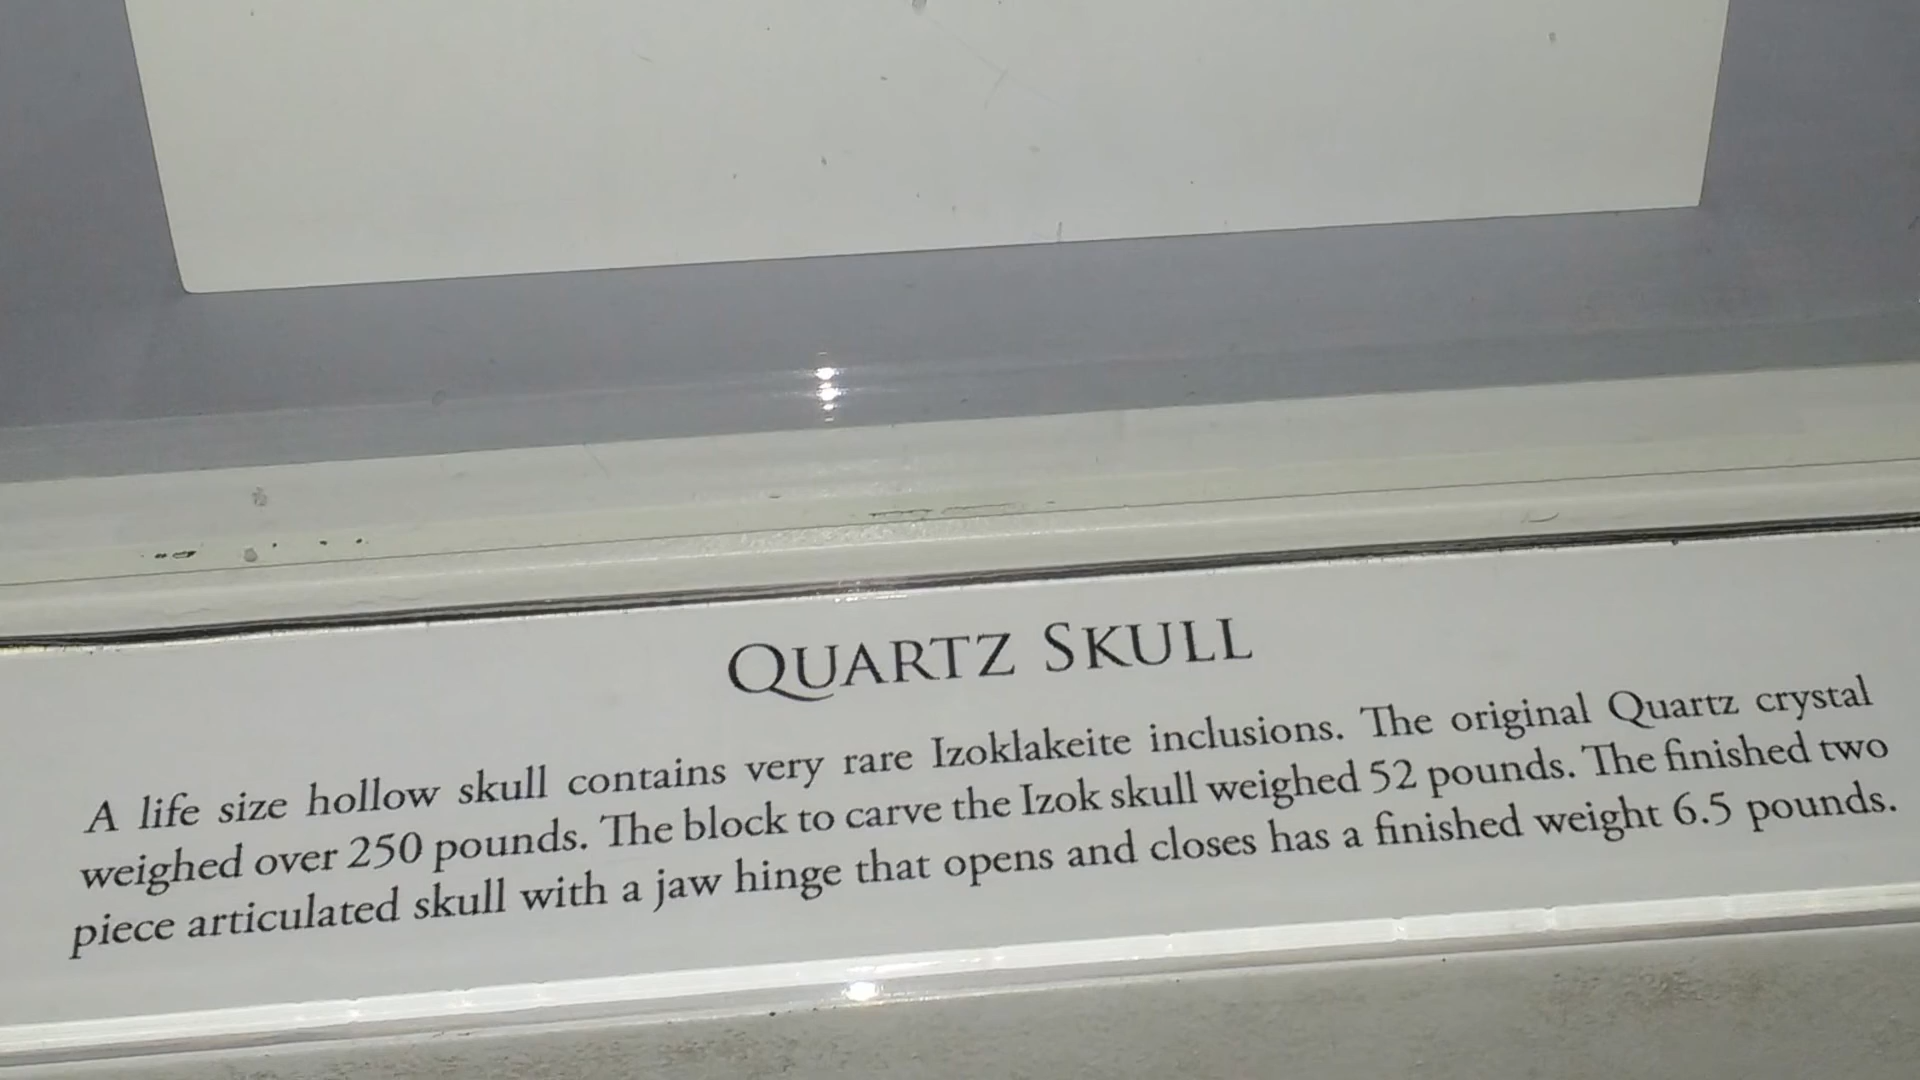 QUARTZ SKULL
A life size hollow skull contains very rare Izoklakeite inclusions. The original Quartz crystal
weighed over 250 pounds. The block to carve the Izok skull weighed 52 pounds. The finished two
piece articulated skull with a jaw hinge that opens and closes has a finished weight 6.5 pounds.